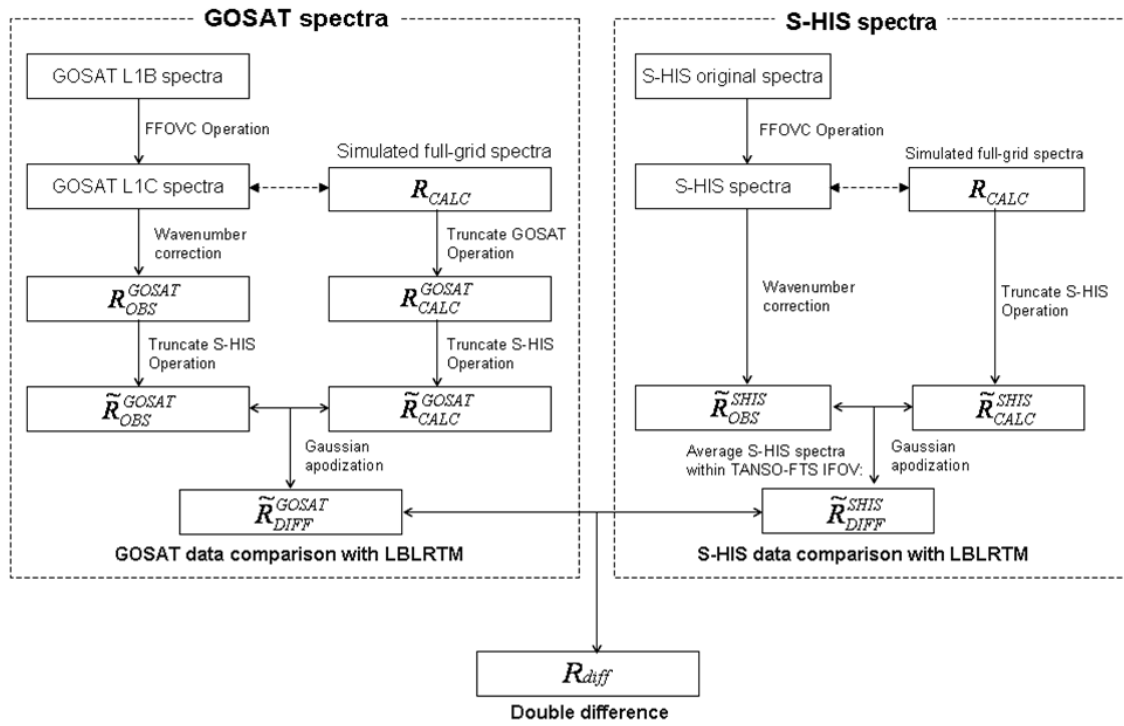 GOSAT spectra
GOSAT L1B spectra
FFOVC Operation
Simulated full-grid spectra
GOSAT L1C spectra
R_CALC
Wavenumber
correction
Truncate GOSAT
Operation
R_OBS^GOSAT
R_CALC^GOSAT
Truncate S-HIS
Operation
Truncate S-HIS
Operation
R̃_OBS^GOSAT
R̃_CALC^GOSAT
Gaussian
apodization
R̃_DIFF^GOSAT
GOSAT data comparison with LBLRTM
S-HIS spectra
S-HIS original spectra
FFOVC Operation
Simulated full-grid spectra
S-HIS spectra
R_CALC
Wavenumber
correction
Truncate S-HIS
Operation
R̃_OBS^SHIS
R̃_CALC^SHIS
Average S-HIS spectra
within TANSO-FTS IFOV:
Gaussian
apodization
R̃_DIFF^SHIS
S-HIS data comparison with LBLRTM
R_diff
Double difference